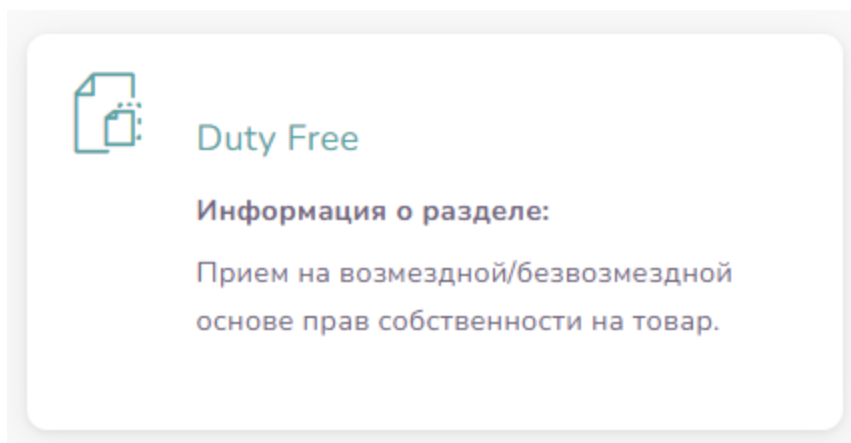 Duty Free
Информация о разделе:
Прием на возмездной/безвозмездной
основе прав собственности на товар.